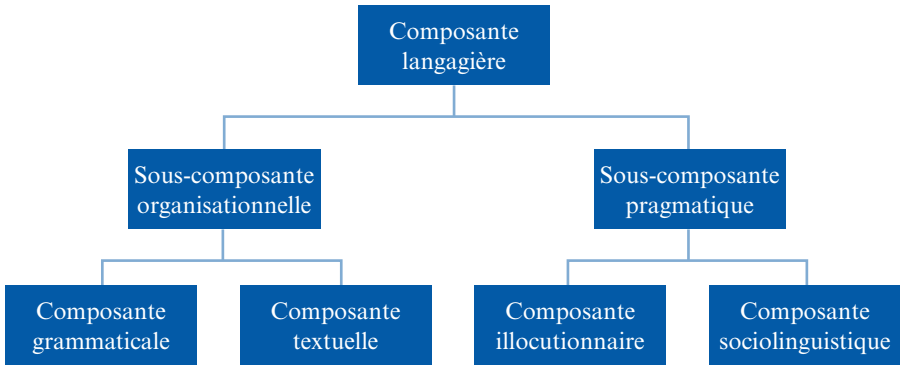 Composante
langagière
Sous-composante
organisationnelle
Sous-composante
pragmatique
Composante
grammaticale
Composante
textuelle
Composante
illocutionnaire
Composante
sociolinguistique